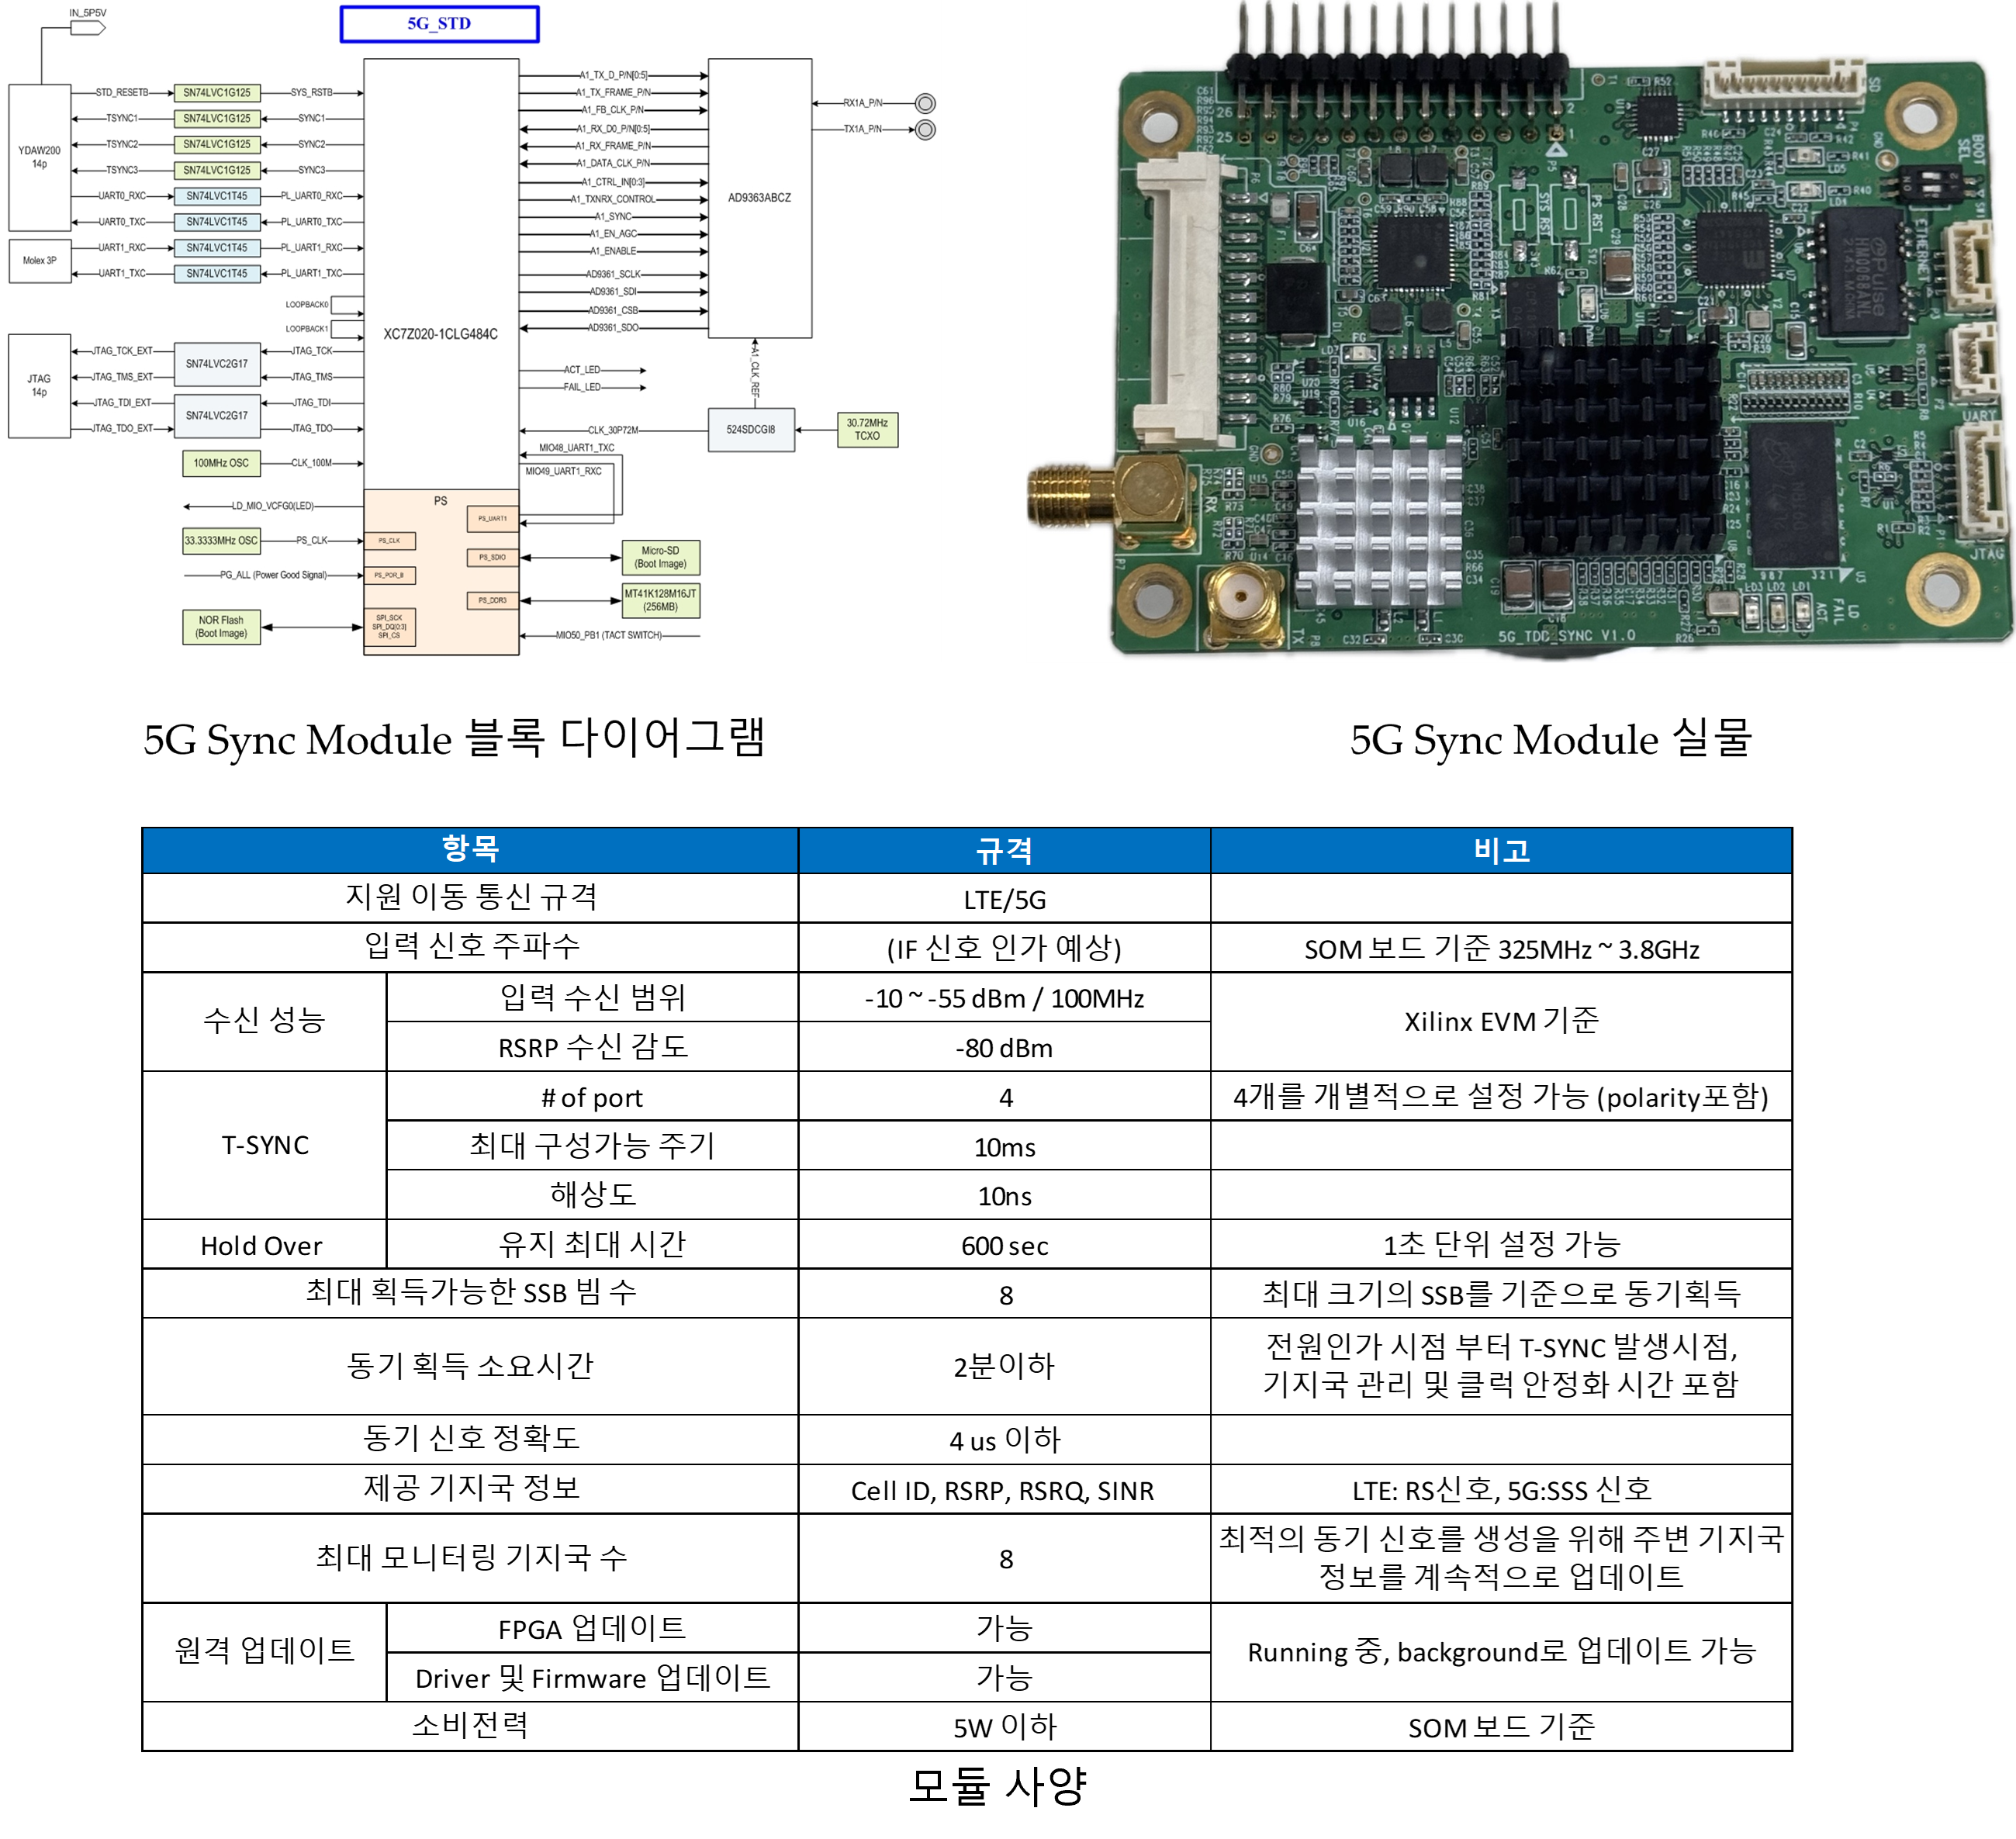 5G_STD
IN_5P5V
YDAW200
14p
STD_RESETB
SN74LVC1G125
SYS_RSTB
TSYNC1
SN74LVC1G125
SYNC1
TSYNC2
SN74LVC1G125
SYNC2
TSYNC3
SN74LVC1G125
SYNC3
UART0_RXC
SN74LVC1T45
PL_UART0_RXC
UART0_TXC
SN74LVC1T45
PL_UART0_TXC
Molex 3P
UART1_RXC
SN74LVC1T45
PL_UART1_RXC
UART1_TXC
SN74LVC1T45
PL_UART1_TXC
LOOPBACK0
LOOPBACK1
JTAG
14p
JTAG_TCK_EXT
JTAG_TMS_EXT
SN74LVC2G17
JTAG_TCK
JTAG_TMS
JTAG_TDI_EXT
JTAG_TDO_EXT
SN74LVC2G17
JTAG_TDI
JTAG_TDO
100MHz OSC
CLK_100M
LD_MIO_VCFG0(LED)
33.3333MHz OSC
PS_CLK
PG_ALL (Power Good Signal)
NOR Flash
(Boot Image)
XC7Z020-1CLG484C
PS
PS_UART1
PS_CLK
PS_SDIO
PS_POR_B
PS_DDR3
SPI_SCK
SPI_DQ[0:3]
SPI_CS
A1_TX_D_P/N[0:5]
A1_TX_FRAME_P/N
A1_FB_CLK_P/N
A1_RX_D0_P/N[0:5]
A1_RX_FRAME_P/N
A1_DATA_CLK_P/N
A1_CTRL_IN[0:3]
A1_TXNRX_CONTROL
A1_SYNC
A1_EN_AGC
A1_ENABLE
AD9361_SCLK
AD9361_SDI
AD9361_CSB
AD9361_SDO
AD9363ABCZ
RX1A_P/N
TX1A_P/N
ACT_LED
FAIL_LED
A1_CLK_REF
CLK_30P72M
524SDCGI8
30.72MHz
TCXO
MIO48_UART1_TXC
MIO49_UART1_RXC
Micro-SD
(Boot Image)
MT41K128M16JT
(256MB)
MIO50_PB1 (TACT SWITCH)
26
25
2
1
SD
BOOT
SEL
GND
SYS_RST
PS_RST
ETHERNET
Pulse
UART
JTAG
RX
TX
5G_TDD_SYNC V1.0
LD3 LD2 LD1
ACT
FAIL
LD
5G Sync Module 블록 다이어그램
5G Sync Module 실물
항목 규격 비고
지원 이동 통신 규격 LTE/5G
입력 신호 주파수 (IF 신호 인가 예상) SOM 보드 기준 325MHz ~ 3.8GHz
수신 성능 입력 수신 범위 -10 ~ -55 dBm / 100MHz Xilinx EVM 기준
RSRP 수신 감도 -80 dBm
T-SYNC # of port 4 4개를 개별적으로 설정 가능 (polarity포함)
최대 구성가능 주기 10ms
해상도 10ns
Hold Over 유지 최대 시간 600 sec 1초 단위 설정 가능
최대 획득가능한 SSB 빔 수 8 최대 크기의 SSB를 기준으로 동기획득
동기 획득 소요시간 2분이하 전원인가 시점 부터 T-SYNC 발생시점,
기지국 관리 및 클럭 안정화 시간 포함
동기 신호 정확도 4 us 이하
제공 기지국 정보 Cell ID, RSRP, RSRQ, SINR LTE: RS신호, 5G:SSS 신호
최대 모니터링 기지국 수 8 최적의 동기 신호를 생성을 위해 주변 기지국
정보를 계속적으로 업데이트
원격 업데이트 FPGA 업데이트 가능 Running 중, background로 업데이트 가능
Driver 및 Firmware 업데이트 가능
소비전력 5W 이하 SOM 보드 기준
모듈 사양